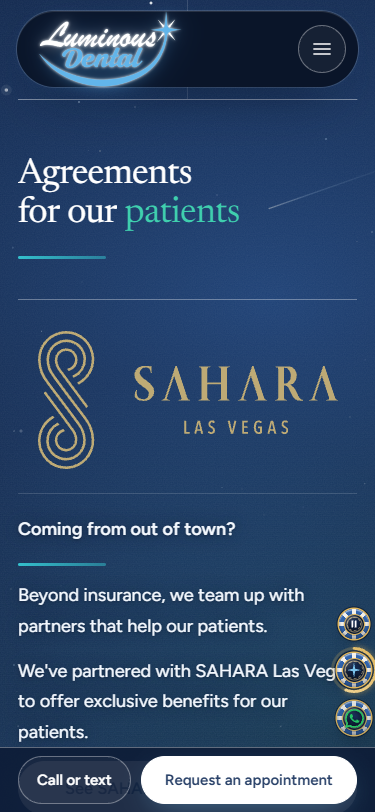 Luminous
Dental
Agreements
for our patients
SAHARA
LAS VEGAS
Coming from out of town?
Beyond insurance, we team up with
partners that help our patients.
We've partnered with SAHARA Las Veg
to offer exclusive benefits for our
patients.
Call or text
Request an appointment